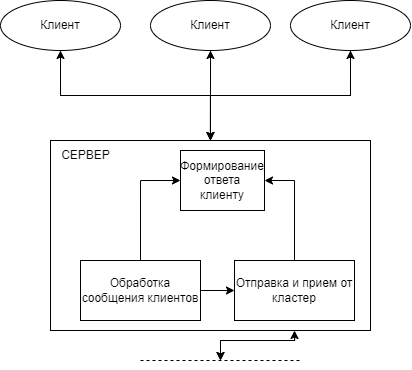 Клиент
Клиент
Клиент
СЕРВЕР
Формирование
ответа
клиенту
Обработка
сообщения клиентов
Отправка и прием от
кластер